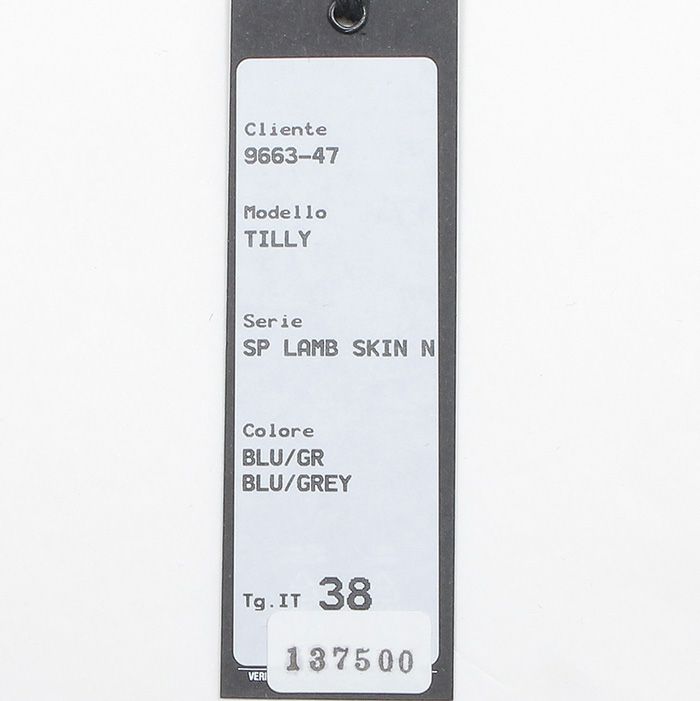 Cliente
9663-47
Modello
TILLY
Serie
SP LAMB SKIN N
Colore
BLU/GR
BLU/GREY
Tg.IT 38
137500